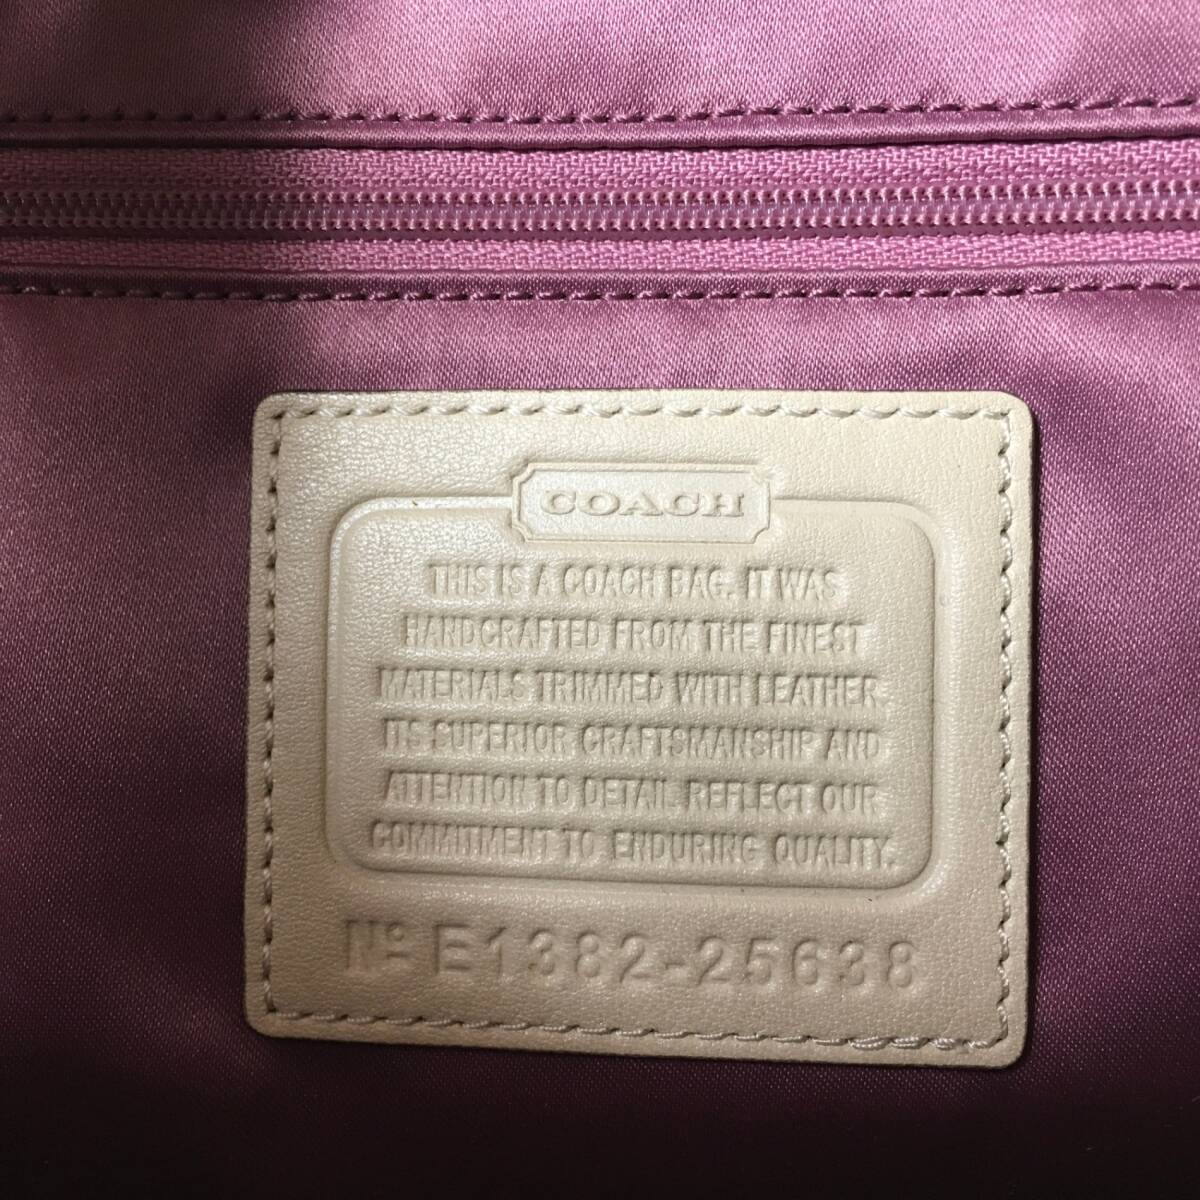 COACH
THIS IS A COACH BAG. IT WAS
HANDCRAFTED FROM THE FINEST
MATERIALS TRIMMED WITH LEATHER.
ITS SUPERIOR CRAFTSMANSHIP AND
ATTENTION TO DETAIL REFLECT OUR
COMMITMENT TO ENDURING QUALITY.
Nº E1382-25638